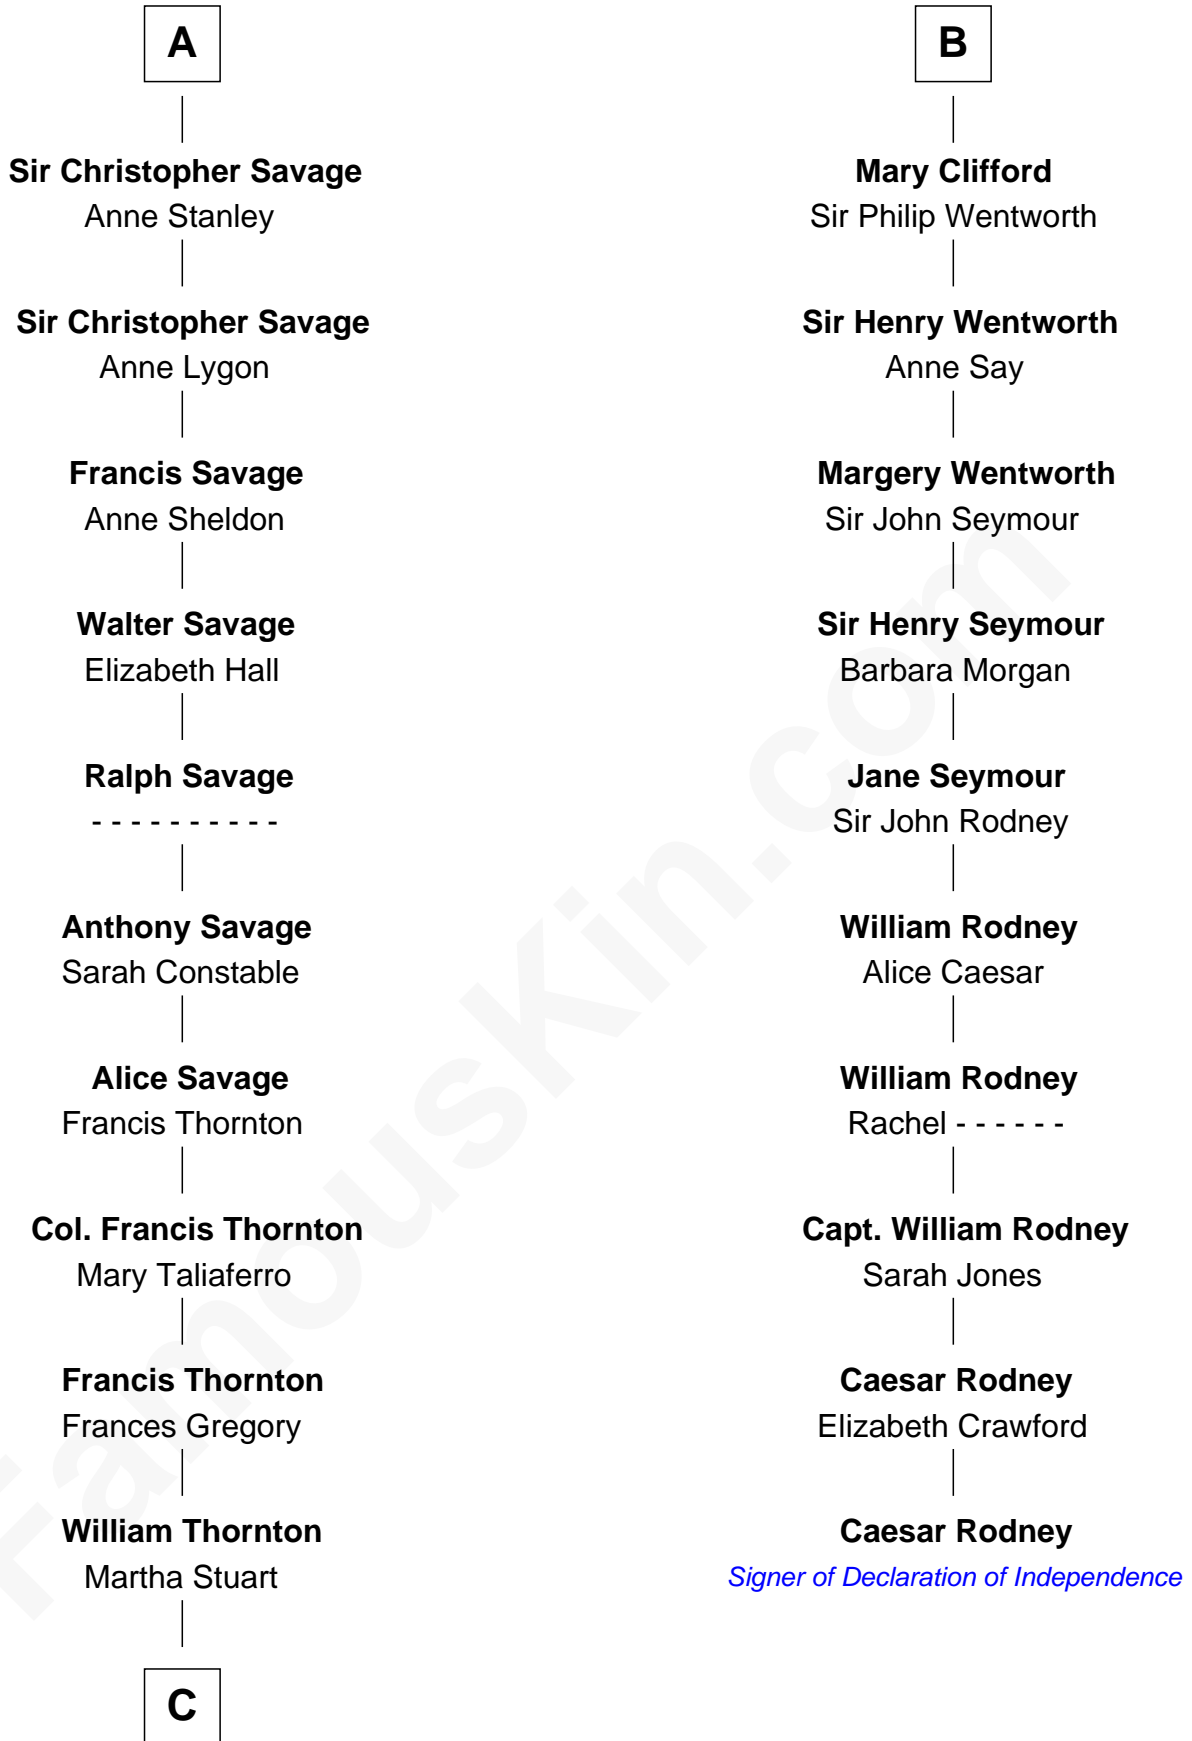 A
Sir Christopher Savage
Anne Stanley
Sir Christopher Savage
Anne Lygon
Francis Savage
Anne Sheldon
Walter Savage
Elizabeth Hall
Ralph Savage
- - - - - - - - - -
Anthony Savage
Sarah Constable
Alice Savage
Francis Thornton
Col. Francis Thornton
Mary Taliaferro
Francis Thornton
Frances Gregory
William Thornton
Martha Stuart
C
B
Mary Clifford
Sir Philip Wentworth
Sir Henry Wentworth
Anne Say
Margery Wentworth
Sir John Seymour
Sir Henry Seymour
Barbara Morgan
Jane Seymour
Sir John Rodney
William Rodney
Alice Caesar
William Rodney
Rachel - - - - - -
Capt. William Rodney
Sarah Jones
Caesar Rodney
Elizabeth Crawford
Caesar Rodney
Signer of Declaration of Independence
FamousKin.com